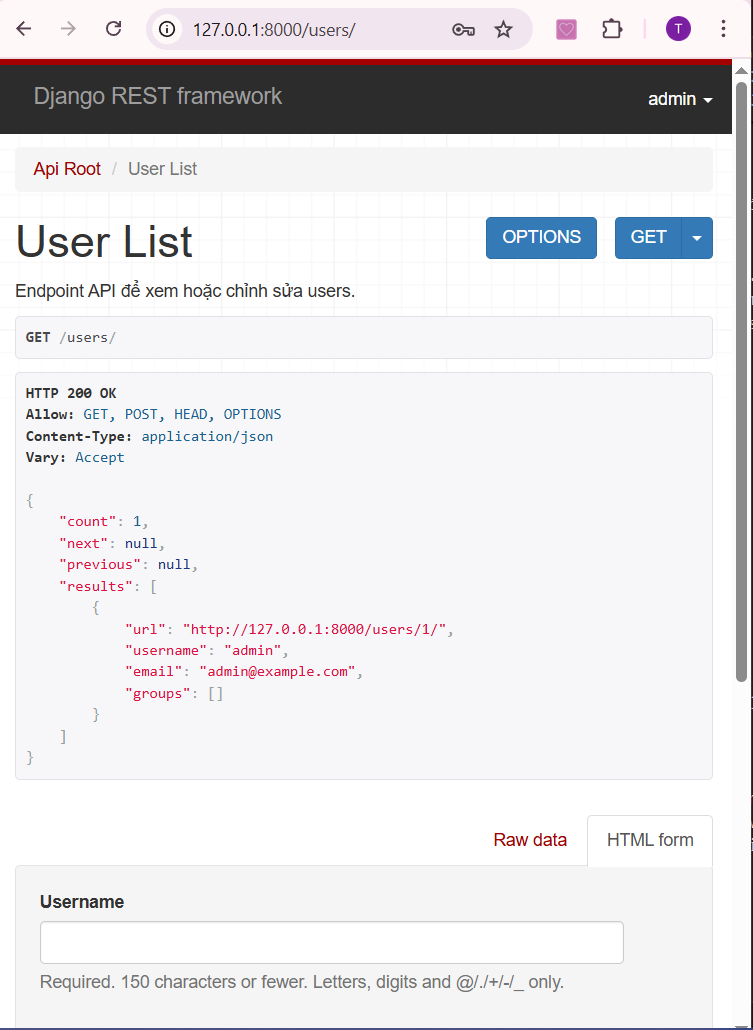 127.0.0.1:8000/users/
T
Django REST framework
admin
Api Root / User List
User List
OPTIONS
GET
Endpoint API để xem hoặc chỉnh sửa users.
GET /users/
HTTP 200 OK
Allow: GET, POST, HEAD, OPTIONS
Content-Type: application/json
Vary: Accept
{
    "count": 1,
    "next": null,
    "previous": null,
    "results": [
        {
            "url": "http://127.0.0.1:8000/users/1/",
            "username": "admin",
            "email": "admin@example.com",
            "groups": []
        }
    ]
}
Raw data
HTML form
Username
Required. 150 characters or fewer. Letters, digits and @/./+/-/_ only.